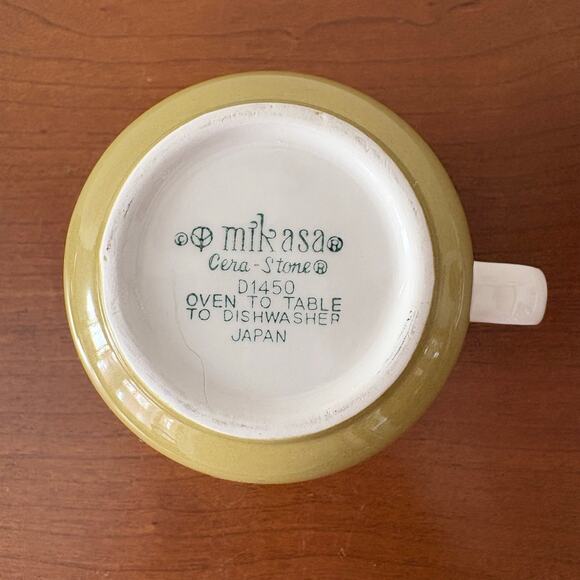 © mikasa®
Cera-Stone®
D1450
OVEN TO TABLE
TO DISHWASHER
JAPAN